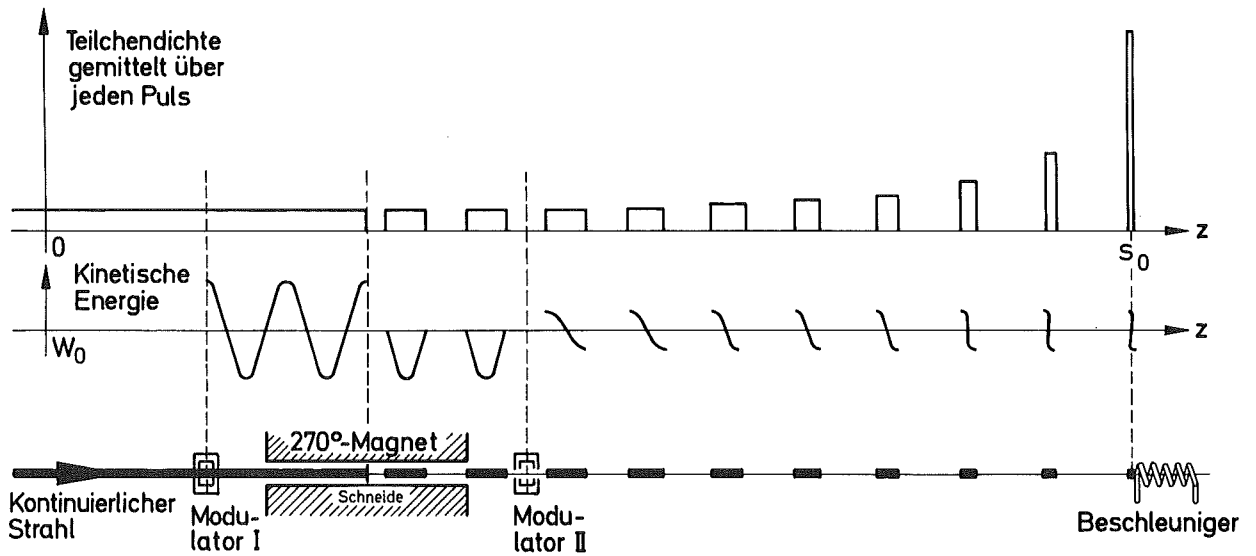 Teilchendichte
gemittelt über
jeden Puls
0
z
S₀
Kinetische
Energie
W₀
z
270°-Magnet
Schneide
Kontinuierlicher
Strahl
Modu-
lator I
Modu-
lator II
Beschleuniger